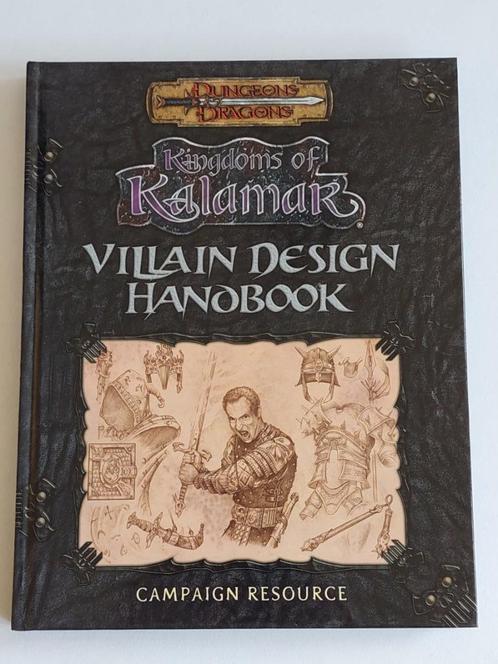 DUNGEONS
& DRAGONS
Kingdoms of
Kalamar®
VILLAIN DESIGN
HANDBOOK
CAMPAIGN RESOURCE